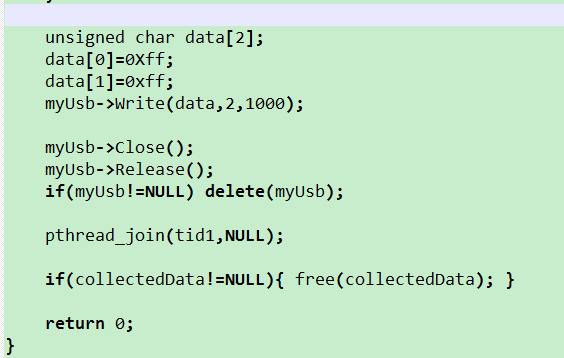 unsigned char data[2];
data[0]=0Xff;
data[1]=0xff;
myUsb->Write(data,2,1000);
myUsb->Close();
myUsb->Release();
if(myUsb!=NULL) delete(myUsb);
pthread_join(tid1,NULL);
if(collectedData!=NULL){ free(collectedData); }
return 0;
}